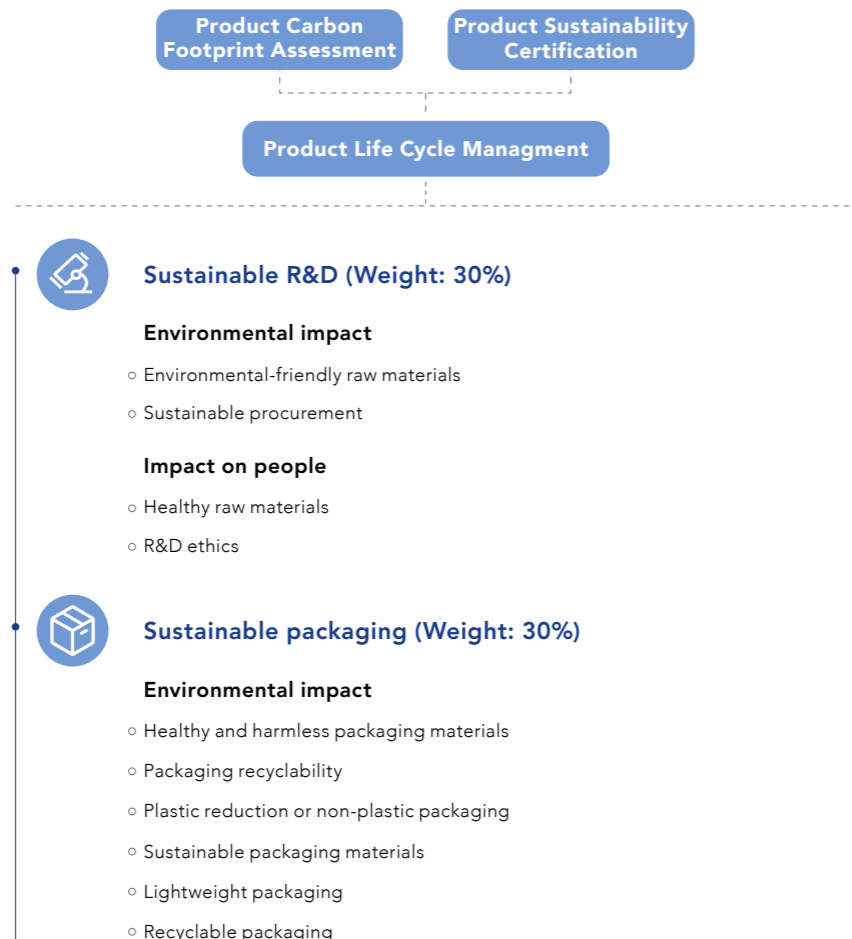 Product Carbon
Footprint Assessment
Product Sustainability
Certification
Product Life Cycle Managment
Sustainable R&D (Weight: 30%)
Environmental impact
Environmental-friendly raw materials
Sustainable procurement
Impact on people
Healthy raw materials
R&D ethics
Sustainable packaging (Weight: 30%)
Environmental impact
Healthy and harmless packaging materials
Packaging recyclability
Plastic reduction or non-plastic packaging
Sustainable packaging materials
Lightweight packaging
Recyclable packaging